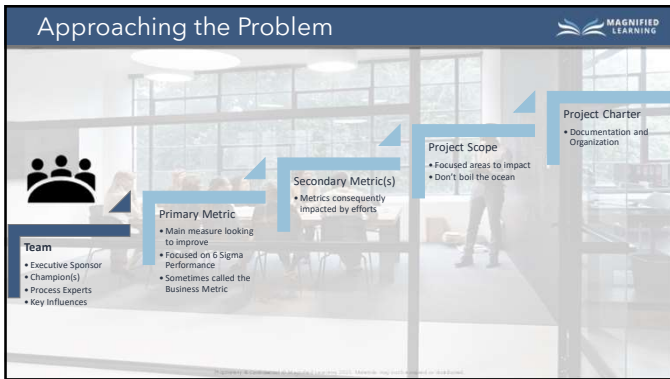 Approaching the Problem
MAGNIFIED
LEARNING
Team
• Executive Sponsor
• Champion(s)
• Process Experts
• Key Influences
Primary Metric
• Main measure looking
to improve
• Focused on 6 Sigma
Performance
• Sometimes called the
Business Metric
Secondary Metric(s)
• Metrics consequently
impacted by efforts
Project Scope
• Focused areas to impact
• Don't boil the ocean
Project Charter
• Documentation and
Organization